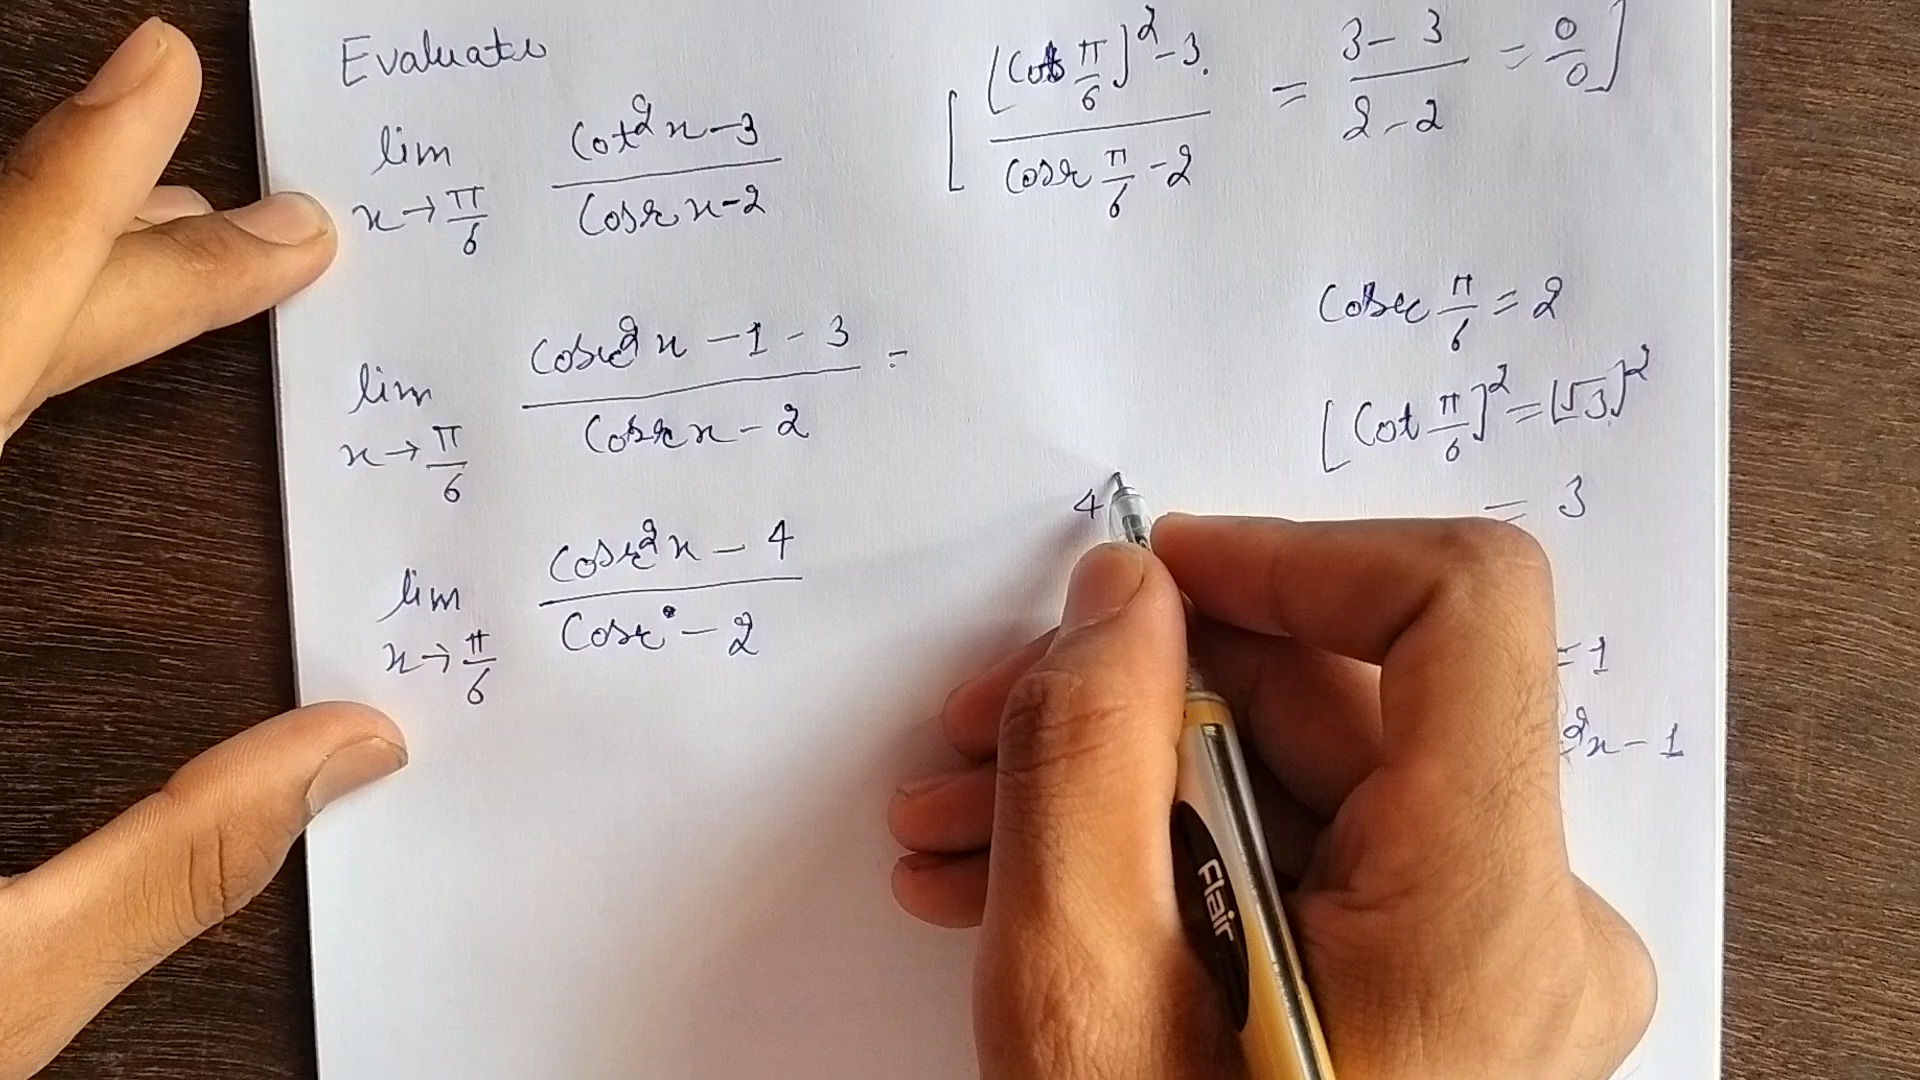 Evaluate
lim x→π/6 (cot²x-3)/(cosec x-2)
[ ([cot π/6]²-3)/(cosec π/6 -2) = (3-3)/(2-2) = 0/0 ]
lim x→π/6 (cosec²x -1-3)/(cosec x-2) =
cosec π/6 = 2
[cot π/6]² = [√3]²
= 3
lim x→π/6 (cosec²x - 4)/(cosec - 2)
4
=1
²x-1
Flair